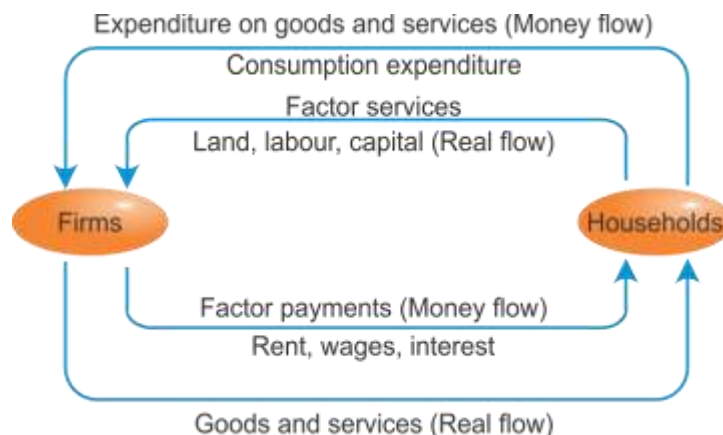 Expenditure on goods and services (Money flow)
Consumption expenditure
Factor services
Land, labour, capital (Real flow)
Firms
Households
Factor payments (Money flow)
Rent, wages, interest
Goods and services (Real flow)